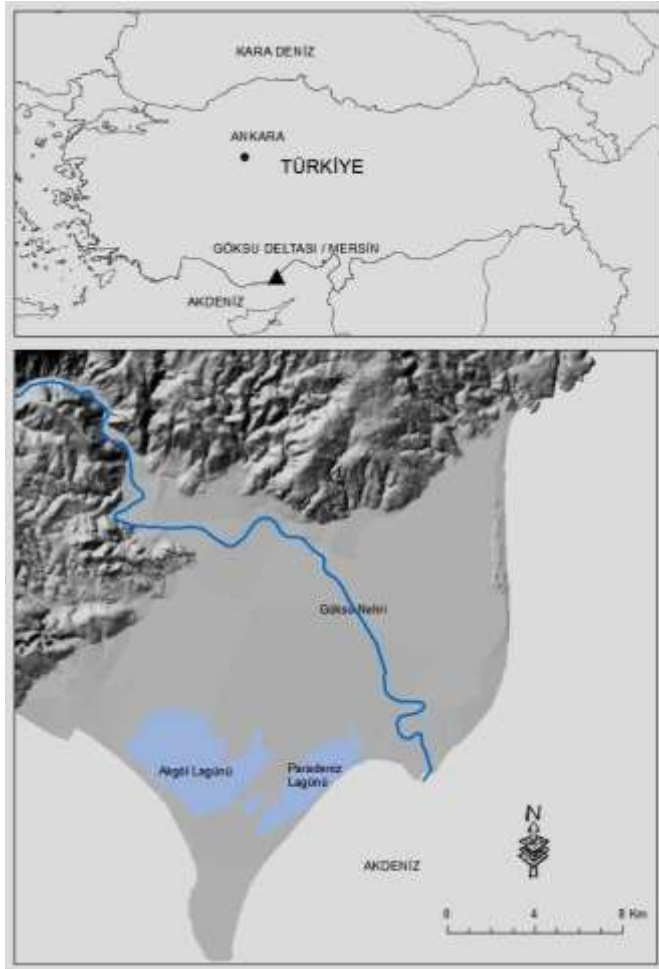 KARA DENİZ
ANKARA
TÜRKİYE
GÖKSU DELTASI / MERSİN
AKDENİZ
Göksu Nehri
Akgöl Lagünü
Paradeniz
Lagünü
AKDENİZ
N
0 4 8 Km